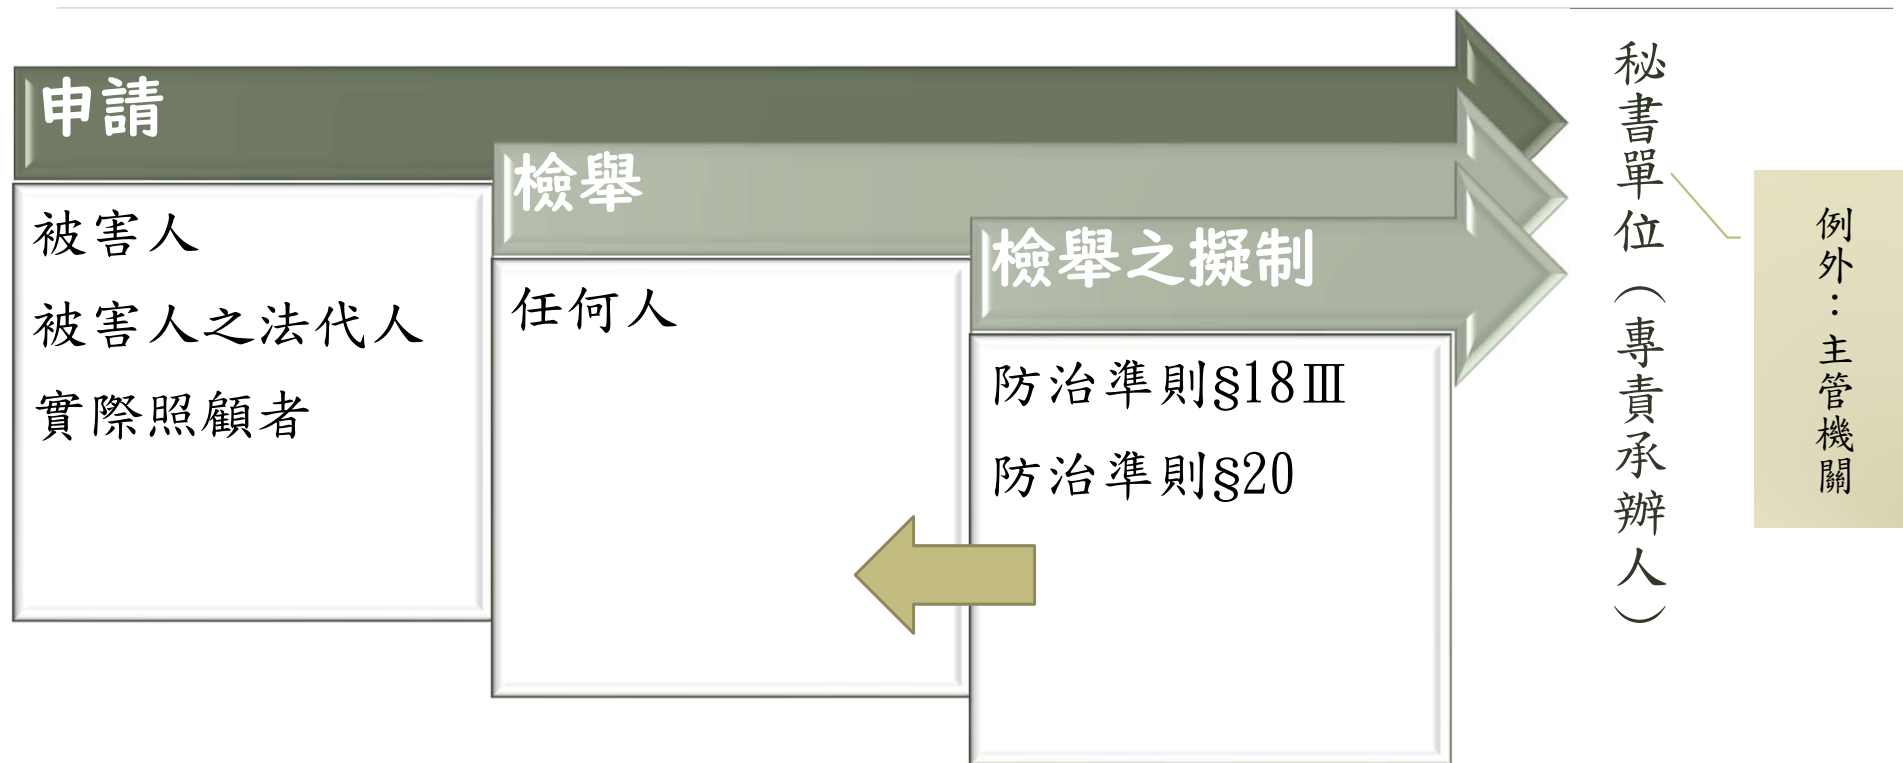 申請
被害人
被害人之法代人
實際照顧者
檢舉
任何人
檢舉之擬制
防治準則§18Ⅲ
防治準則§20
秘書單位（專責承辦人）
例外：主管機關